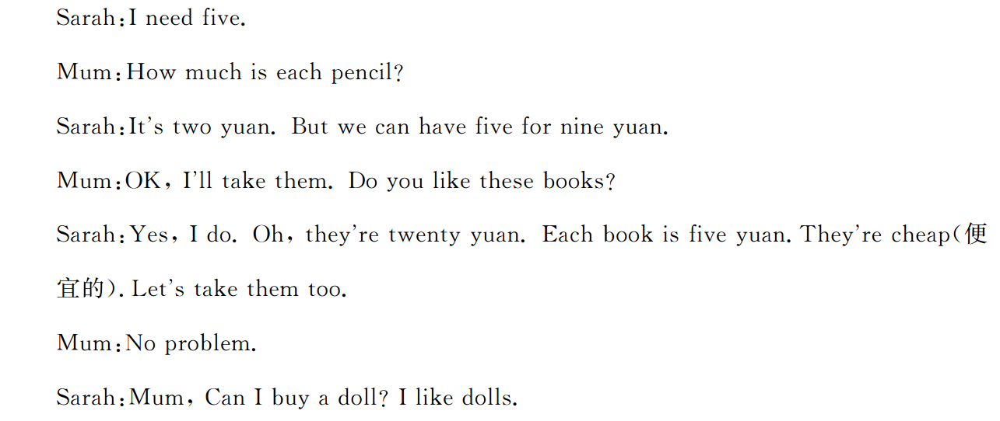 Sarah:I need five.
Mum:How much is each pencil?
Sarah:It's two yuan. But we can have five for nine yuan.
Mum:OK, I'll take them. Do you like these books?
Sarah:Yes, I do. Oh, they're twenty yuan. Each book is five yuan. They're cheap(便
宜的). Let's take them too.
Mum:No problem.
Sarah:Mum, Can I buy a doll? I like dolls.